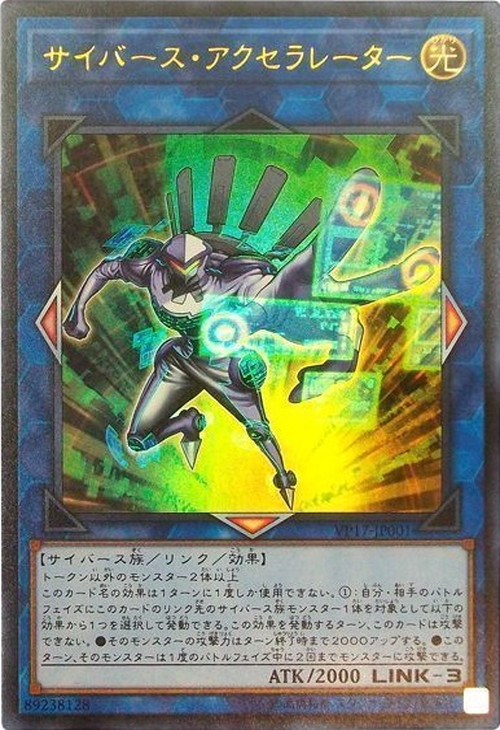 サイバース・アクセラレーター
光
VP17-JP001
【サイバース族／リンク／効果】
トークン以外のモンスター２体以上
このカード名の効果は１ターンに１度しか使用できない。①：自分・相手のバトル
フェイズにこのカードのリンク先のサイバース族モンスター１体を対象として以下の
効果から１つを選択して発動できる。この効果を発動するターン、このカードは攻撃
できない。●そのモンスターの攻撃力はターン終了時まで２０００アップする。●この
ターン、そのモンスターは１度のバトルフェイズ中に２回までモンスターに攻撃できる。
ATK/2000 LINK-3
89238128